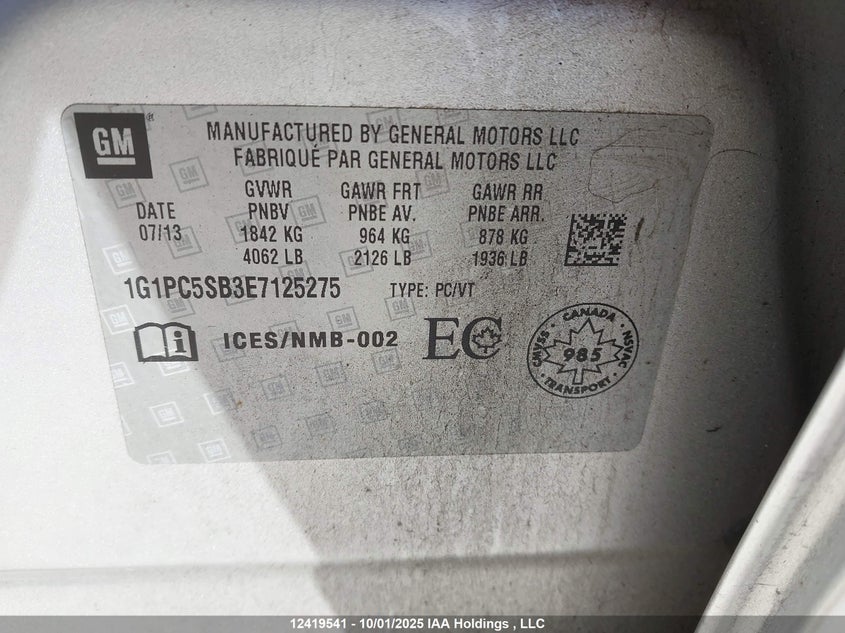 GM ®
MANUFACTURED BY GENERAL MOTORS LLC
FABRIQUÉ PAR GENERAL MOTORS LLC
GVWR GAWR FRT GAWR RR
DATE PNBV PNBE AV. PNBE ARR.
07/13 1842 KG 964 KG 878 KG
4062 LB 2126 LB 1936 LB
1G1PC5SB3E7125275 TYPE: PC/VT
i ICES/NMB-002 EC
CANADA
CMVSS 985 NSVAC
TRANSPORT
12419541 - 10/01/2025 IAA Holdings , LLC